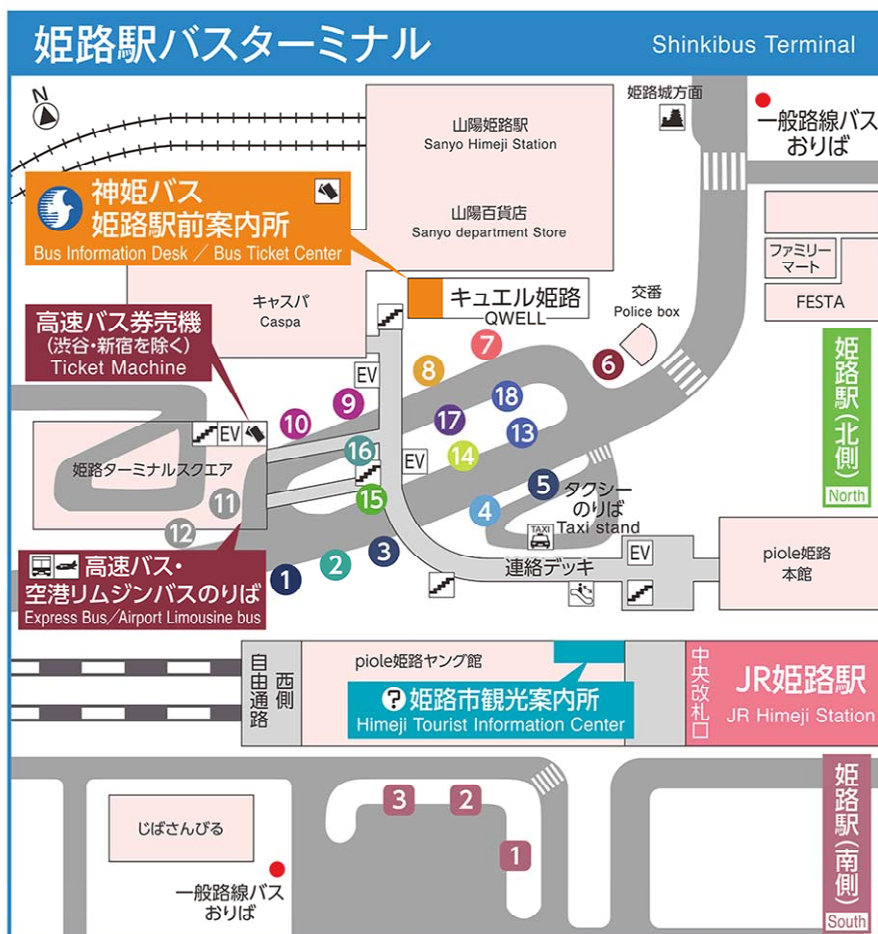 姫路駅バスターミナル
Shinkibus Terminal
N
山陽姫路駅
Sanyo Himeji Station
姫路城方面
一般路線バス
おりば
神姫バス
姫路駅前案内所
Bus Information Desk / Bus Ticket Center
山陽百貨店
Sanyo department Store
ファミリー
マート
FESTA
キャスパ
Caspa
キュエル姫路
QWELL
交番
Police box
高速バス券売機
(渋谷・新宿を除く)
Ticket Machine
7
8
6
EV
9
18
10
17
13
姫路駅(北側)
North
EV
16
EV
14
姫路ターミナルスクエア
11
15
5
タクシー
のりば
Taxi stand
4
12
TAXI
3
2
1
高速バス・
空港リムジンバスのりば
Express Bus/Airport Limousine bus
連絡デッキ
EV
piole姫路
本館
西側
自由通路
piole姫路ヤング館
?姫路市観光案内所
Himeji Tourist Information Center
中央改札口
JR姫路駅
JR Himeji Station
姫路駅(南側)
South
3
2
1
じばさんびる
一般路線バス
おりば